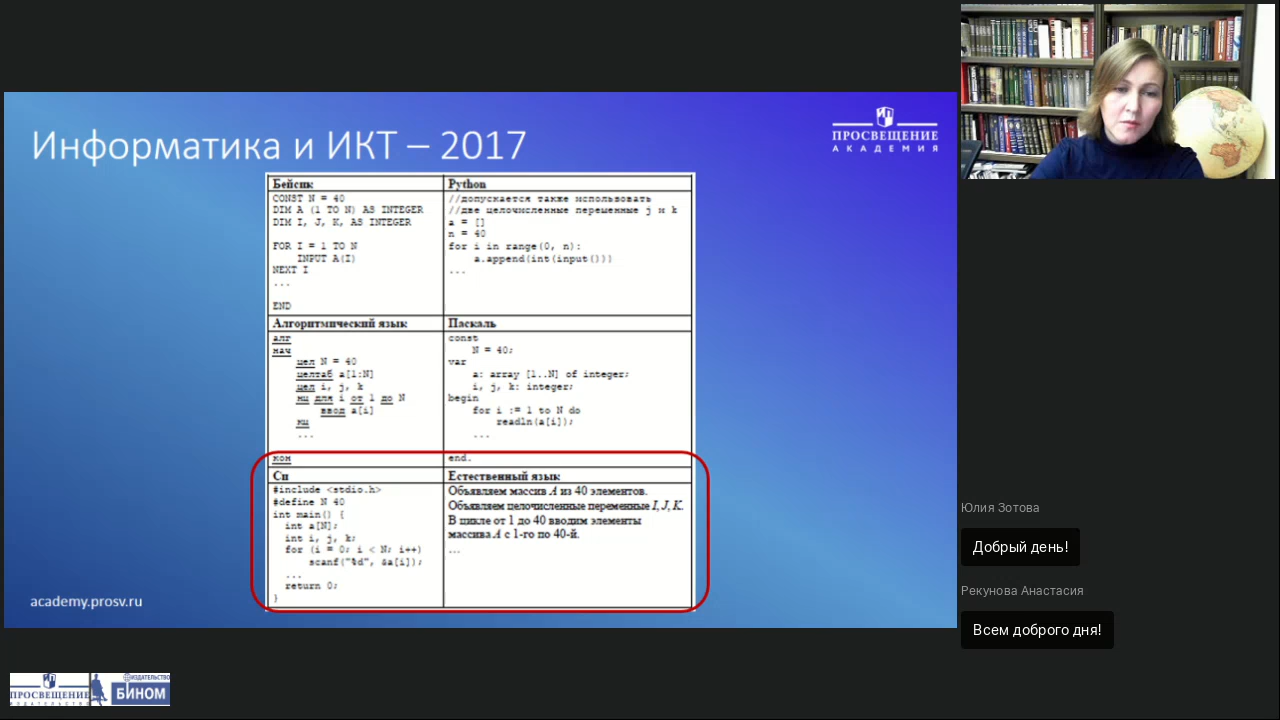 Информатика и ИКТ – 2017
ПРОСВЕЩЕНИЕ
АКАДЕМИЯ
Бейсик
CONST N = 40
DIM A (1 TO N) AS INTEGER
DIM I, J, K, AS INTEGER
FOR I = 1 TO N
INPUT A(I)
NEXT I
...
END
Python
//допускается также использовать
//две целочисленные переменные j и k
a = []
n = 40
for i in range(0, n):
a.append(int(input()))
...
Алгоритмический язык
алг
нач
цел N = 40
целтаб a[1:N]
цел i, j, k
нц для i от 1 до N
ввод a[i]
кц
...
кон
Паскаль
const
N = 40;
var
a: array [1..N] of integer;
i, j, k: integer;
begin
for i := 1 to N do
readln(a[i]);
...
end.
Си
#include <stdio.h>
#define N 40
int main() {
int a[N];
int i, j, k;
for (i = 0; i < N; i++)
scanf("%d", &a[i]);
...
return 0;
}
Естественный язык
Объявляем массив A из 40 элементов.
Объявляем целочисленные переменные I, J, K.
В цикле от 1 до 40 вводим элементы
массива A с 1-го по 40-й.
...
academy.prosv.ru
Юлия Зотова
Добрый день!
Рекунова Анастасия
Всем доброго дня!
ПРОСВЕЩЕНИЕ
ИЗДАТЕЛЬСТВО
ИЗДАТЕЛЬСТВО
БИНОМ